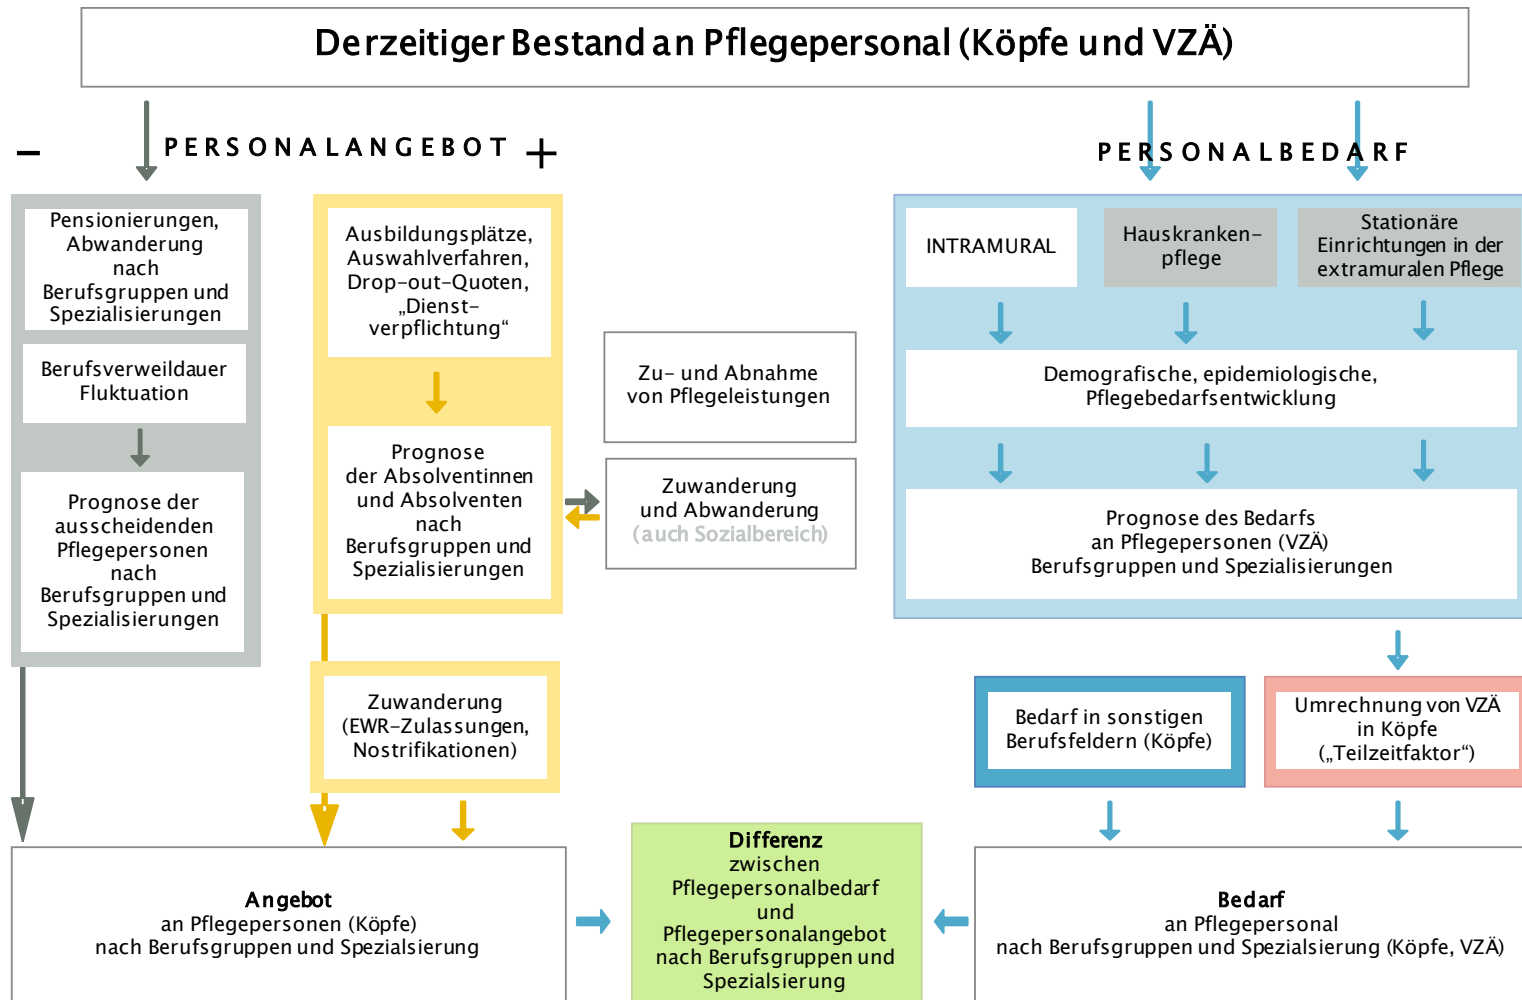 Derzeitiger Bestand an Pflegepersonal (Köpfe und VZÄ)
– PERSONALANGEBOT +
PERSONALBEDARF
Pensionierungen,
Abwanderung
nach
Berufsgruppen und
Spezialisierungen
Berufsverweildauer
Fluktuation
Prognose der
ausscheidenden
Pflegepersonen
nach
Berufsgruppen und
Spezialisierungen
Ausbildungsplätze,
Auswahlverfahren,
Drop-out-Quoten,
„Dienst-
verpflichtung“
Prognose
der Absolventinnen
und Absolventen
nach
Berufsgruppen und
Spezialisierungen
Zuwanderung
(EWR-Zulassungen,
Nostrifikationen)
Zu- und Abnahme
von Pflegeleistungen
Zuwanderung
und Abwanderung
(auch Sozialbereich)
INTRAMURAL
Hauskranken-
pflege
Stationäre
Einrichtungen in der
extramuralen Pflege
Demografische, epidemiologische,
Pflegebedarfsentwicklung
Prognose des Bedarfs
an Pflegepersonen (VZÄ)
Berufsgruppen und Spezialisierungen
Bedarf in sonstigen
Berufsfeldern (Köpfe)
Umrechnung von VZÄ
in Köpfe
(„Teilzeitfaktor“)
Angebot
an Pflegepersonen (Köpfe)
nach Berufsgruppen und Spezialsierung
Differenz
zwischen
Pflegepersonalbedarf
und
Pflegepersonalangebot
nach Berufsgruppen und
Spezialsierung
Bedarf
an Pflegepersonal
nach Berufsgruppen und Spezialsierung (Köpfe, VZÄ)